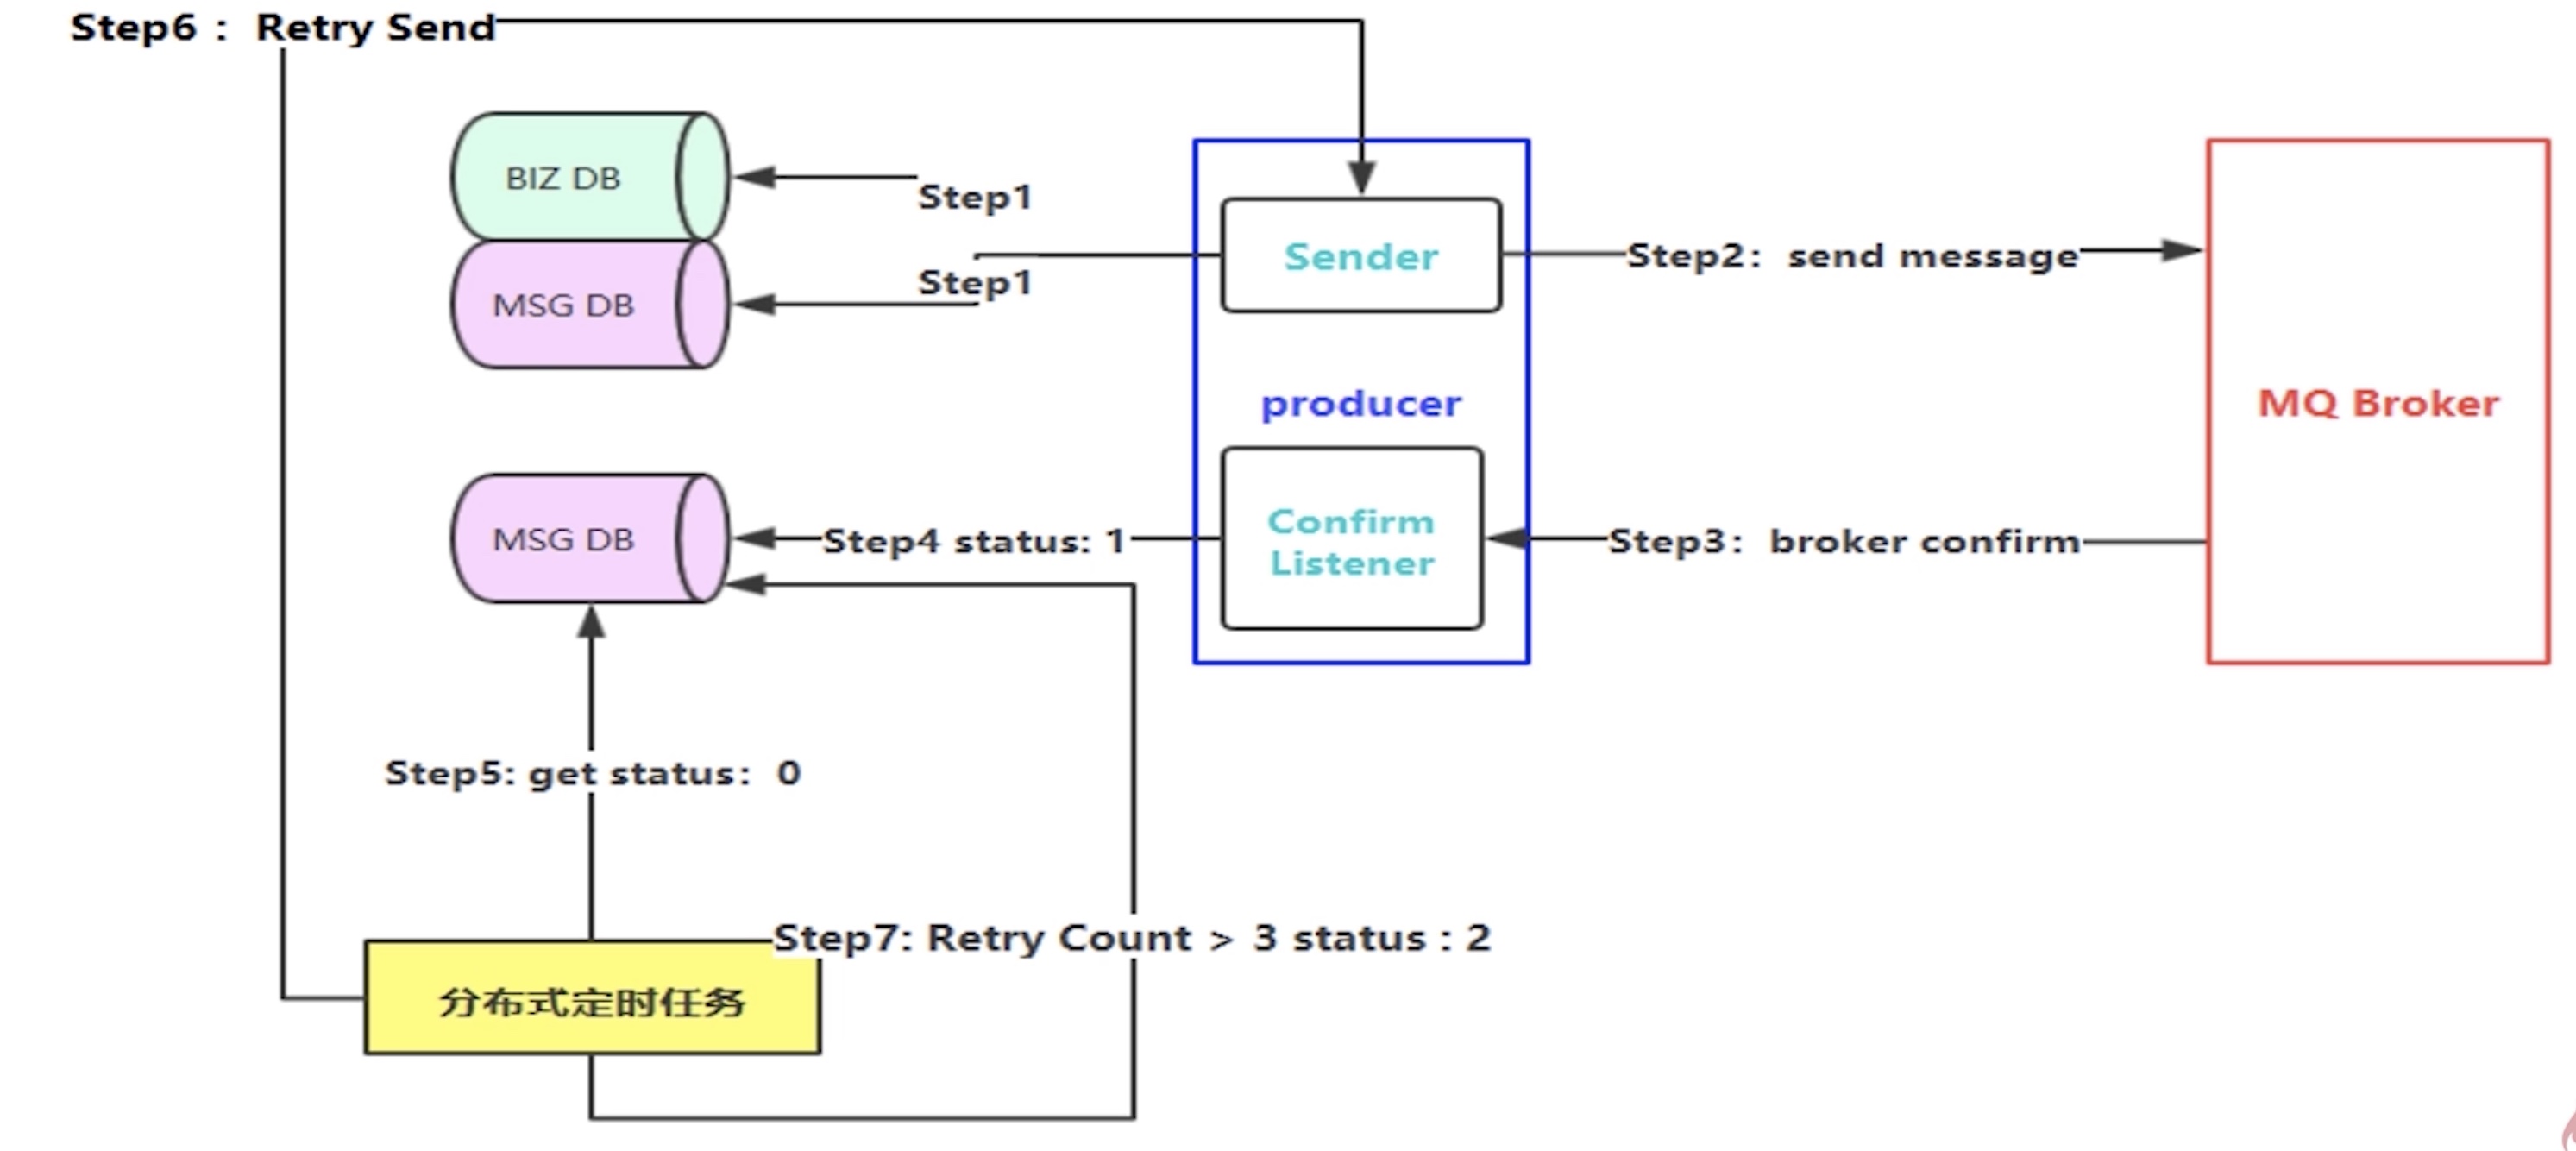 Step6 : Retry Send
BIZ DB
Step1
Sender
Step2: send message
MSG DB
Step1
producer
MQ Broker
MSG DB
Step4 status: 1
Confirm
Listener
Step3: broker confirm
Step5: get status: 0
Step7: Retry Count > 3 status : 2
分布式定时任务